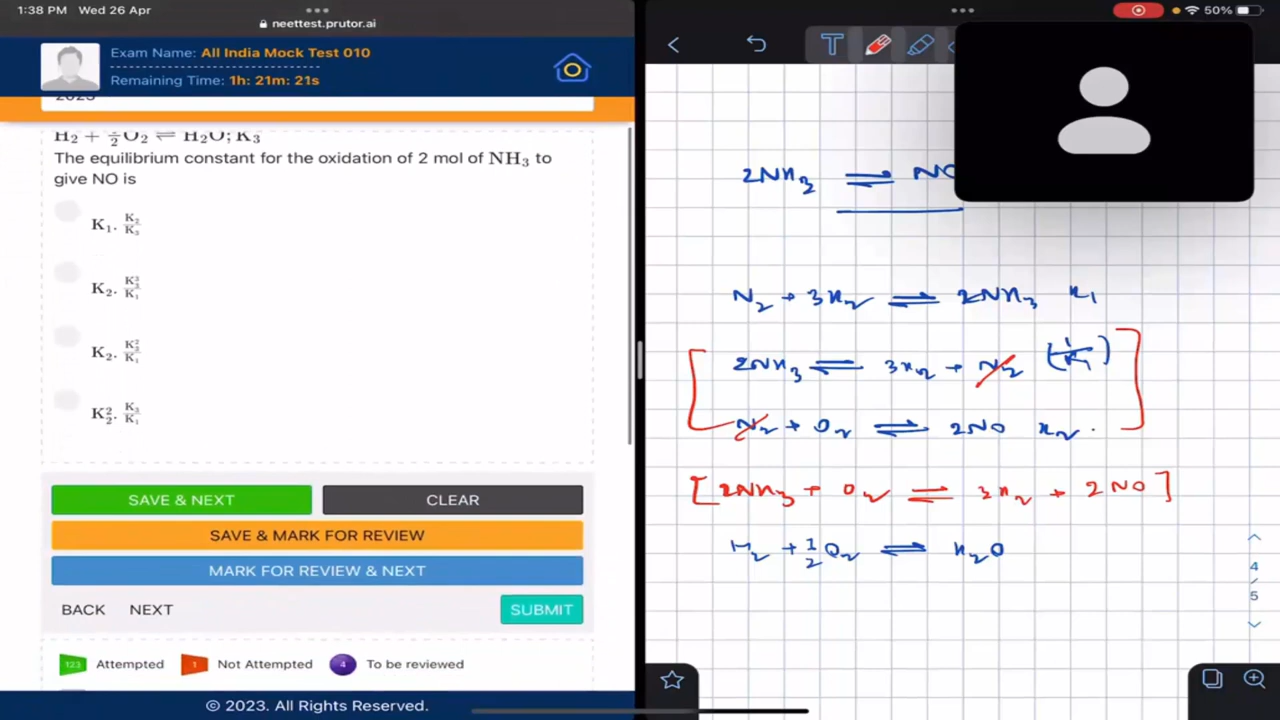 1:38 PM Wed 26 Apr
50%
neettest.prutor.ai
Exam Name: All India Mock Test 010
Remaining Time: 1h: 21m: 21s
2023
H₂ + ½O₂ ⇌ H₂O; K₃
The equilibrium constant for the oxidation of 2 mol of NH₃ to
give NO is
K₁. K₂/K₃
K₂. K₃³/K₁
K₂. K₃²/K₁
K₂². K₃/K₁
SAVE & NEXT
CLEAR
SAVE & MARK FOR REVIEW
MARK FOR REVIEW & NEXT
BACK
NEXT
SUBMIT
123 Attempted
1 Not Attempted
4 To be reviewed
© 2023. All Rights Reserved.
T
2NH₃ ⇌ NO
N₂ + 3H₂ ⇌ 2NH₃ K₁
2NH₃ ⇌ 3H₂ + N₂ (1/K₁)
N₂ + O₂ ⇌ 2NO K₂.
[2NH₃ + O₂ ⇌ 3H₂ + 2NO]
H₂ + ½O₂ ⇌ H₂O
4
/
5